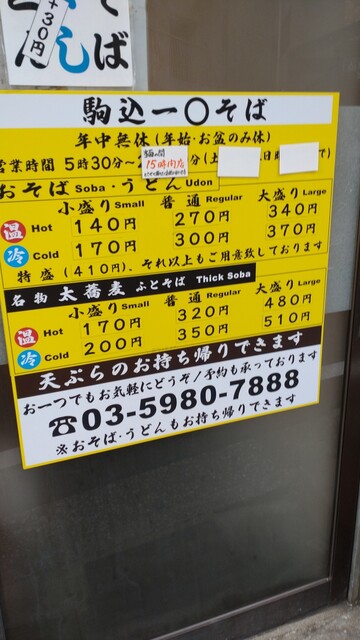 +30円
そば
駒込一〇そば
年中無休(年始・お盆のみ休)
営業時間 5時30分～
15時閉店
(土
で)
おそば Soba・うどん Udon
小盛り Small 普通 Regular 大盛り Large
温 Hot 140円 270円 340円
冷 Cold 170円 300円 370円
特盛(410円)、それ以上もご用意致しております
名物 太蕎麦 ふとそば Thick Soba
小盛り Small 普通 Regular 大盛り Large
温 Hot 170円 320円 480円
冷 Cold 200円 350円 510円
天ぷらのお持ち帰りできます
お一つでもお気軽にどうぞ/予約も承っております
☎03-5980-7888
※おそば・うどんもお持ち帰りできます